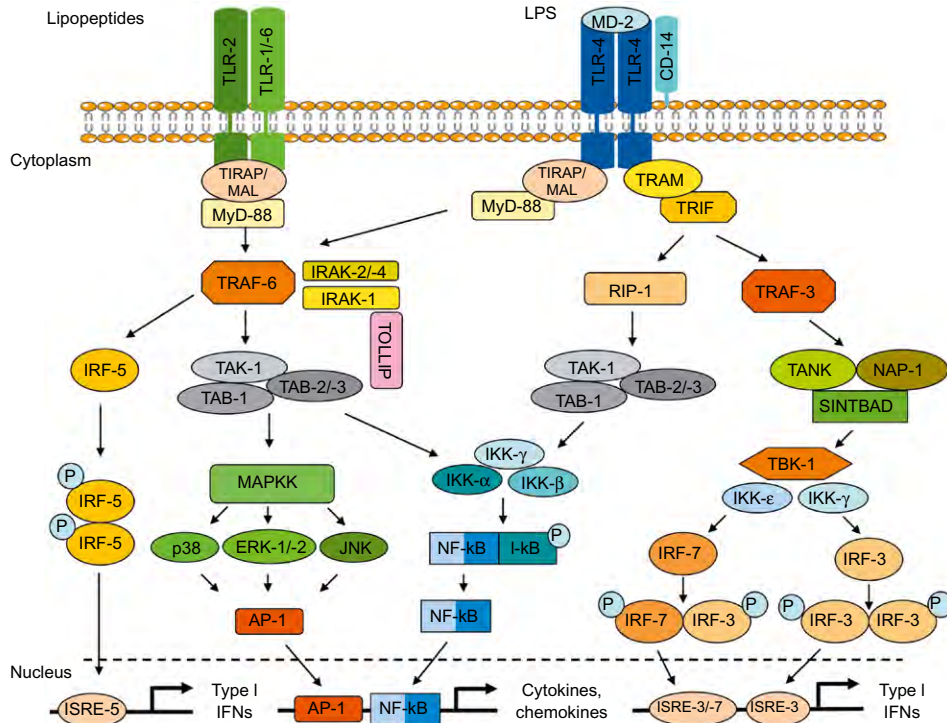 Lipopeptides
LPS
MD-2
TLR-2
TLR-1/-6
TLR-4
TLR-4
CD-14
Cytoplasm
TIRAP/
MAL
MyD-88
TIRAP/
MAL
MyD-88
TRAM
TRIF
TRAF-6
IRAK-2/-4
IRAK-1
TOLLIP
RIP-1
TRAF-3
IRF-5
TAK-1
TAB-1
TAB-2/-3
TAK-1
TAB-1
TAB-2/-3
TANK
NAP-1
SINTBAD
P
IRF-5
P
IRF-5
MAPKK
IKK-γ
IKK-α
IKK-β
TBK-1
IKK-ε
IKK-γ
p38
ERK-1/-2
JNK
NF-kB
I-kB
P
IRF-7
IRF-3
AP-1
NF-kB
P
IRF-7
IRF-3
P
P
IRF-3
IRF-3
P
Nucleus
ISRE-5
Type I
IFNs
AP-1
NF-kB
Cytokines,
chemokines
ISRE-3/-7
ISRE-3
Type I
IFNs